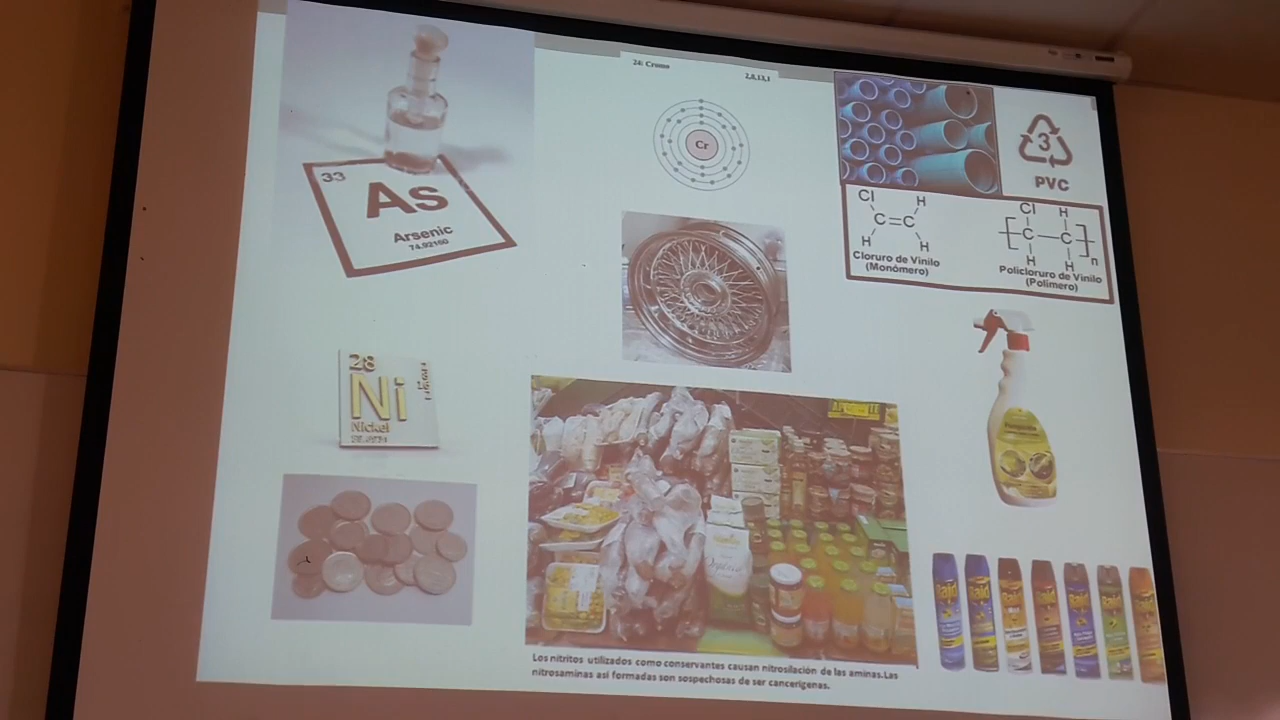 33
As
Arsenic
74.92160
24: Cromo
2,8,13,1
Cr
3
PVC
Cl
H
C=C
H
H
Cloruro de Vinilo
(Monómero)
Cl
H
C
C
n
H
H
Policloruro de Vinilo
(Polímero)
28
Ni
Nickel
Los nitritos utilizados como conservantes causan nitrosilación de las aminas.Las
nitrosaminas así formadas son sospechosas de ser cancerígenas.
Raid
Raid
Raid
Raid
Raid
Raid